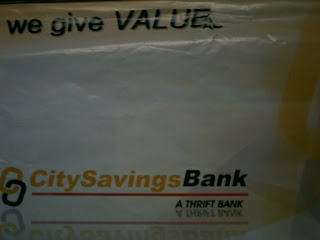 we give VALUE
CitySavingsBank
A THRIFT BANK